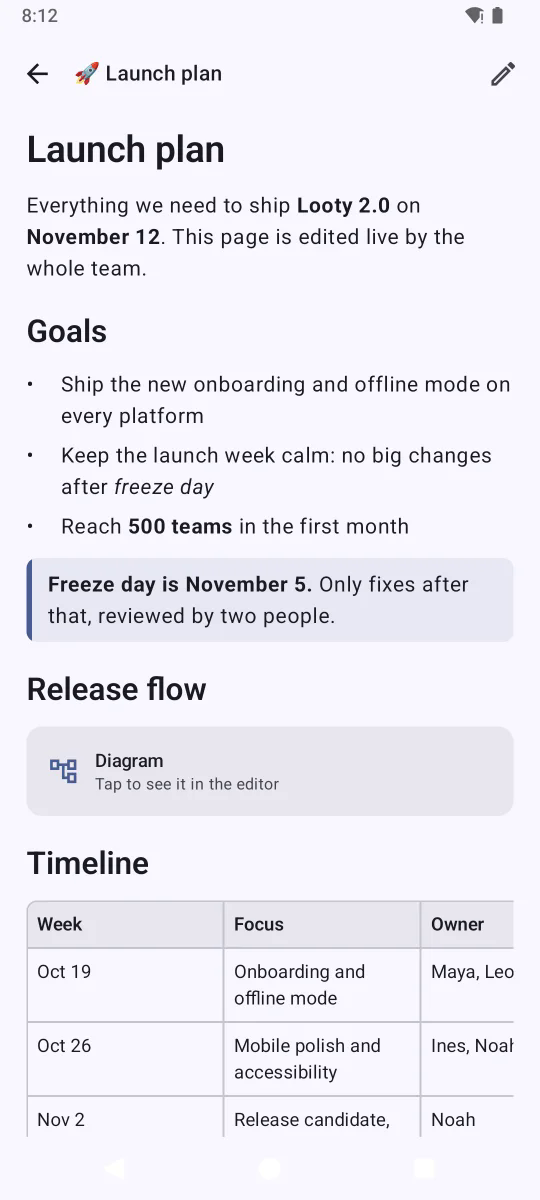 8:12
🚀 Launch plan
Launch plan
Everything we need to ship Looty 2.0 on
November 12. This page is edited live by the
whole team.
Goals
• Ship the new onboarding and offline mode on
every platform
• Keep the launch week calm: no big changes
after freeze day
• Reach 500 teams in the first month
Freeze day is November 5. Only fixes after
that, reviewed by two people.
Release flow
Diagram
Tap to see it in the editor
Timeline
Week Focus Owner
Oct 19 Onboarding and Maya, Leo
offline mode
Oct 26 Mobile polish and Ines, Noah
accessibility
Nov 2 Release candidate, Noah